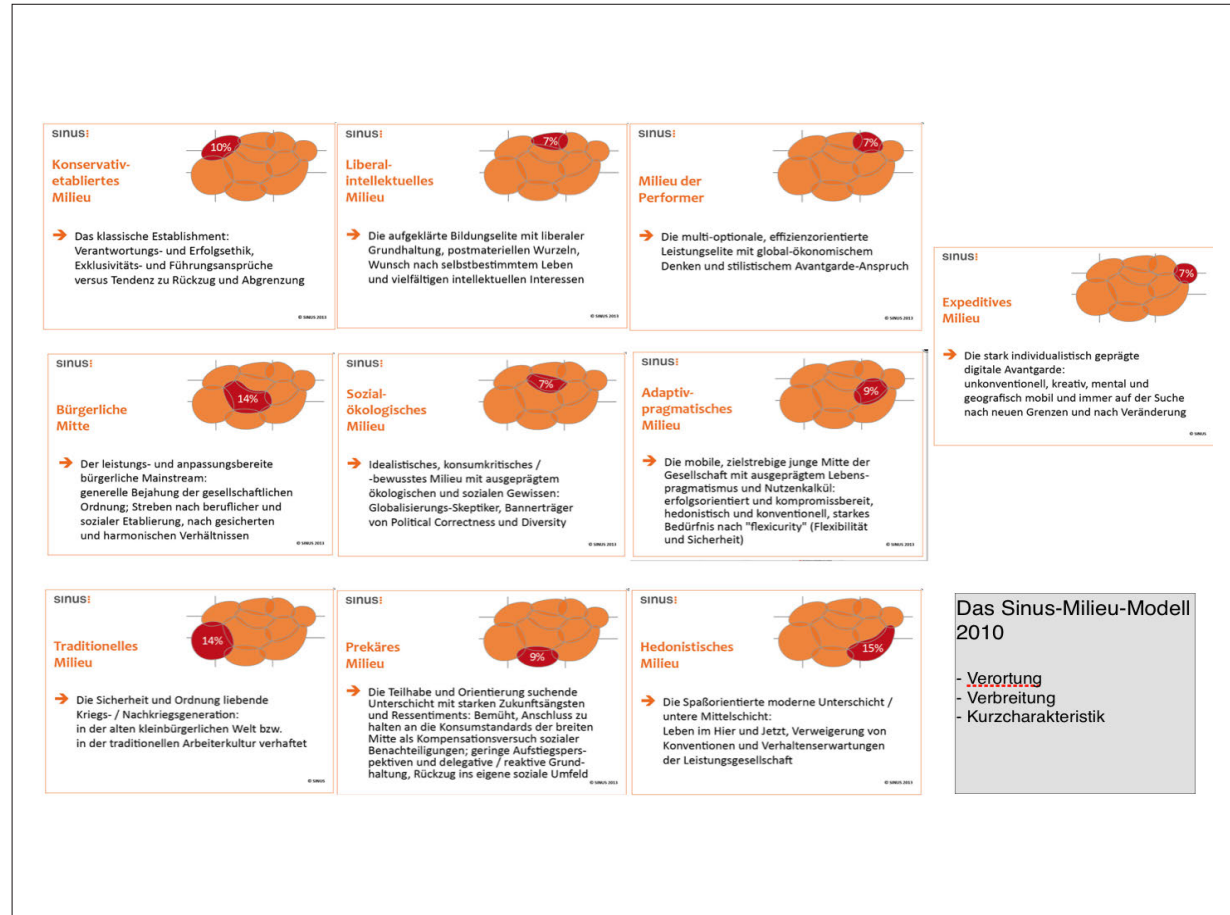 sinus:
10%
Konservativ-
etabliertes
Milieu
➔ Das klassische Establishment:
Verantwortungs- und Erfolgsethik,
Exklusivitäts- und Führungsansprüche
versus Tendenz zu Rückzug und Abgrenzung
© SINUS 2013
sinus:
7%
Liberal-
intellektuelles
Milieu
➔ Die aufgeklärte Bildungselite mit liberaler
Grundhaltung, postmateriellen Wurzeln,
Wunsch nach selbstbestimmtem Leben
und vielfältigen intellektuellen Interessen
© SINUS 2013
sinus:
7%
Milieu der
Performer
➔ Die multi-optionale, effizienzorientierte
Leistungselite mit global-ökonomischem
Denken und stilistischem Avantgarde-Anspruch
© SINUS 2013
sinus:
7%
Expeditives
Milieu
➔ Die stark individualistisch geprägte
digitale Avantgarde:
unkonventionell, kreativ, mental und
geografisch mobil und immer auf der Suche
nach neuen Grenzen und nach Veränderung
© SINUS
sinus:
14%
Bürgerliche
Mitte
➔ Der leistungs- und anpassungsbereite
bürgerliche Mainstream:
generelle Bejahung der gesellschaftlichen
Ordnung; Streben nach beruflicher und
sozialer Etablierung, nach gesicherten
und harmonischen Verhältnissen
© SINUS 2013
sinus:
7%
Sozial-
ökologisches
Milieu
➔ Idealistisches, konsumkritisches /
-bewusstes Milieu mit ausgeprägtem
ökologischen und sozialen Gewissen:
Globalisierungs-Skeptiker, Bannerträger
von Political Correctness und Diversity
© SINUS 2013
sinus:
9%
Adaptiv-
pragmatisches
Milieu
➔ Die mobile, zielstrebige junge Mitte der
Gesellschaft mit ausgeprägtem Lebens-
pragmatismus und Nutzenkalkül:
erfolgsorientiert und kompromissbereit,
hedonistisch und konventionell, starkes
Bedürfnis nach "flexicurity" (Flexibilität
und Sicherheit)
© SINUS 2013
sinus:
14%
Traditionelles
Milieu
➔ Die Sicherheit und Ordnung liebende
Kriegs- / Nachkriegsgeneration:
in der alten kleinbürgerlichen Welt bzw.
in der traditionellen Arbeiterkultur verhaftet
© SINUS
sinus:
9%
Prekäres
Milieu
➔ Die Teilhabe und Orientierung suchende
Unterschicht mit starken Zukunftsängsten
und Ressentiments: Bemüht, Anschluss zu
halten an die Konsumstandards der breiten
Mitte als Kompensationsversuch sozialer
Benachteiligungen; geringe Aufstiegspers-
pektiven und delegative / reaktive Grund-
haltung, Rückzug ins eigene soziale Umfeld
© SINUS 2013
sinus:
15%
Hedonistisches
Milieu
➔ Die Spaßorientierte moderne Unterschicht /
untere Mittelschicht:
Leben im Hier und Jetzt, Verweigerung von
Konventionen und Verhaltenserwartungen
der Leistungsgesellschaft
© SINUS 2013
Das Sinus-Milieu-Modell
2010
- Verortung
- Verbreitung
- Kurzcharakteristik